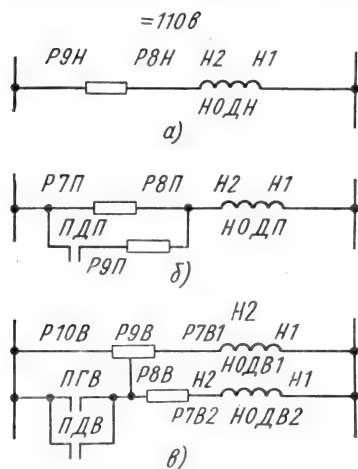 =110В
Р9Н Р8Н Н2 Н1
НОДН
а)
Р7П Р8П Н2 Н1
ПДП НОДП
Р9П
б)
Н2
Р10В Р9В Р7В1 Н1
НОДВ1
ПГВ Р8В Н2 Н1
ПДВ Р7В2 НОДВ2
в)